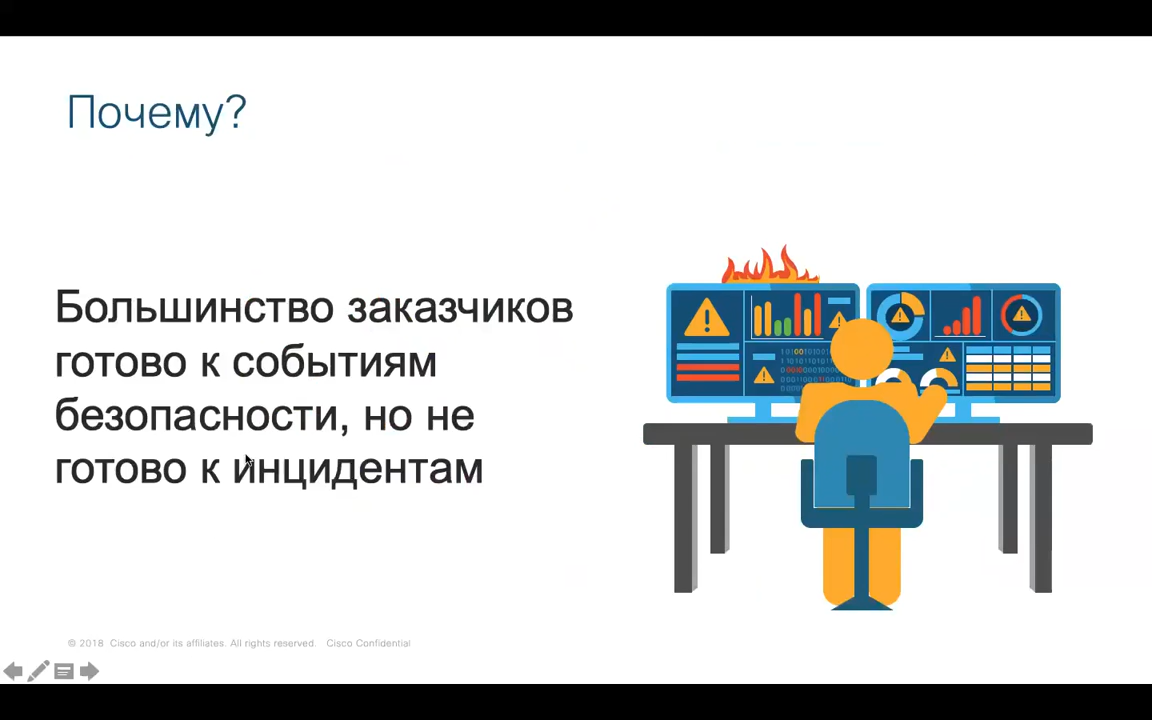 Почему?
Большинство заказчиков
готово к событиям
безопасности, но не
готово к инцидентам
© 2018 Cisco and/or its affiliates. All rights reserved. Cisco Confidential